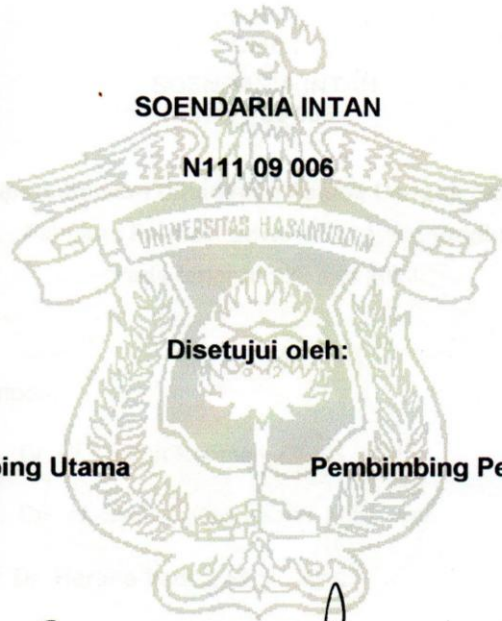 SOENDARIA INTAN
N111 09 006
UNIVERSITAS HASANUDDIN
Disetujui oleh:
bing Utama Pembimbing Pe